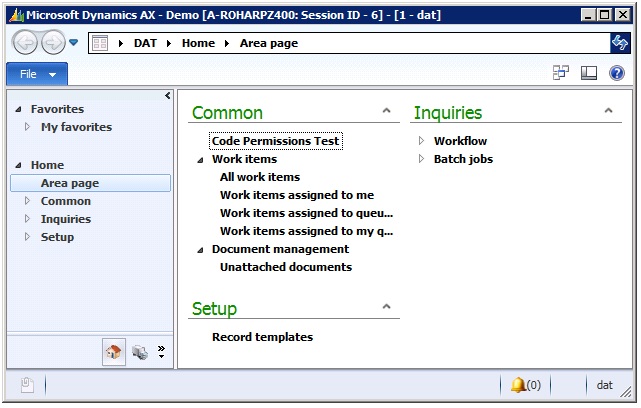 Microsoft Dynamics AX - Demo [A-ROHARPZ400: Session ID - 6] - [1 - dat]
DAT Home Area page
File
Favorites
My favorites
Home
Area page
Common
Inquiries
Setup
Common
Code Permissions Test
Work items
All work items
Work items assigned to me
Work items assigned to queu...
Work items assigned to my q...
Document management
Unattached documents
Setup
Record templates
Inquiries
Workflow
Batch jobs
(0)
dat